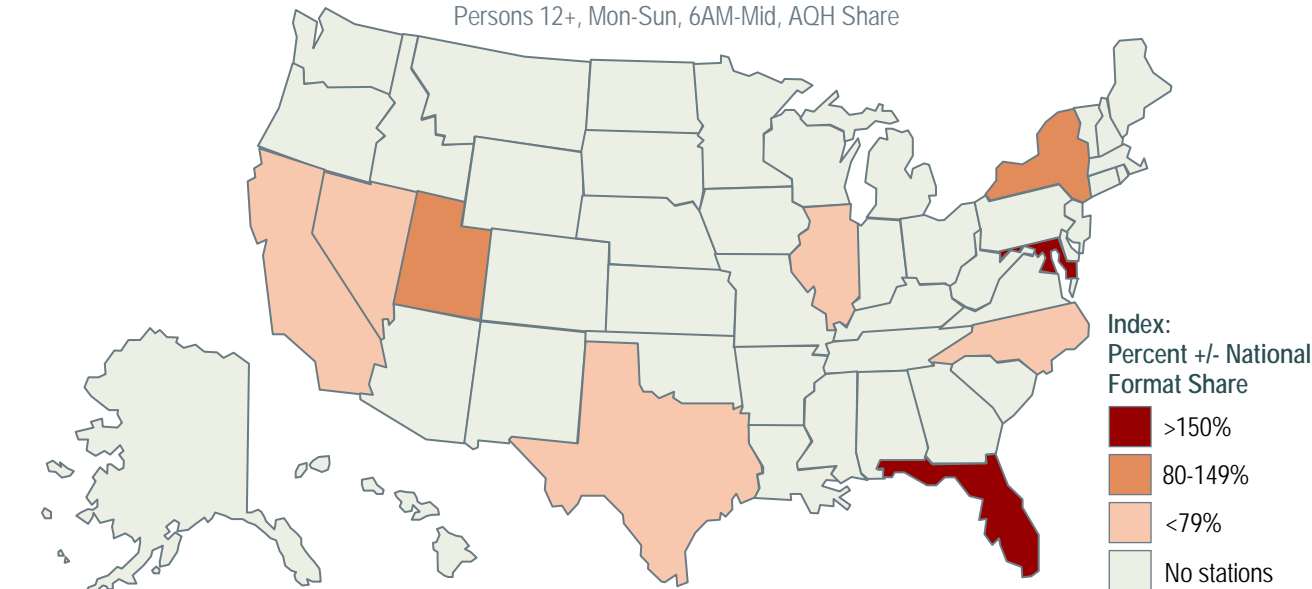 Persons 12+, Mon-Sun, 6AM-Mid, AQH Share
Index:
Percent +/- National
Format Share
>150%
80-149%
<79%
No stations